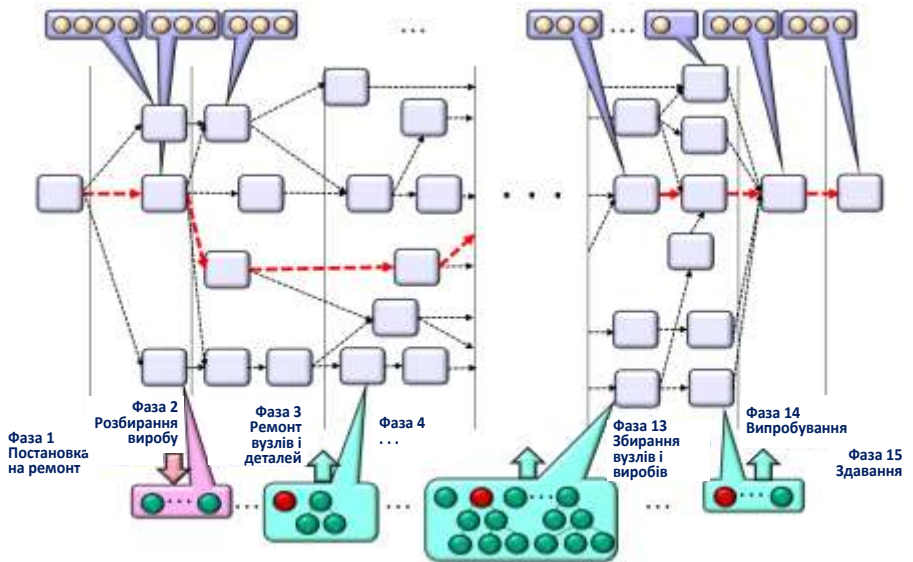 ...
...
. . .
Фаза 1
Постановка
на ремонт
Фаза 2
Розбирання
виробу
Фаза 3
Ремонт
вузлів і
деталей
Фаза 4
. . .
Фаза 13
Збирання
вузлів і
виробів
Фаза 14
Випробування
Фаза 15
Здавання